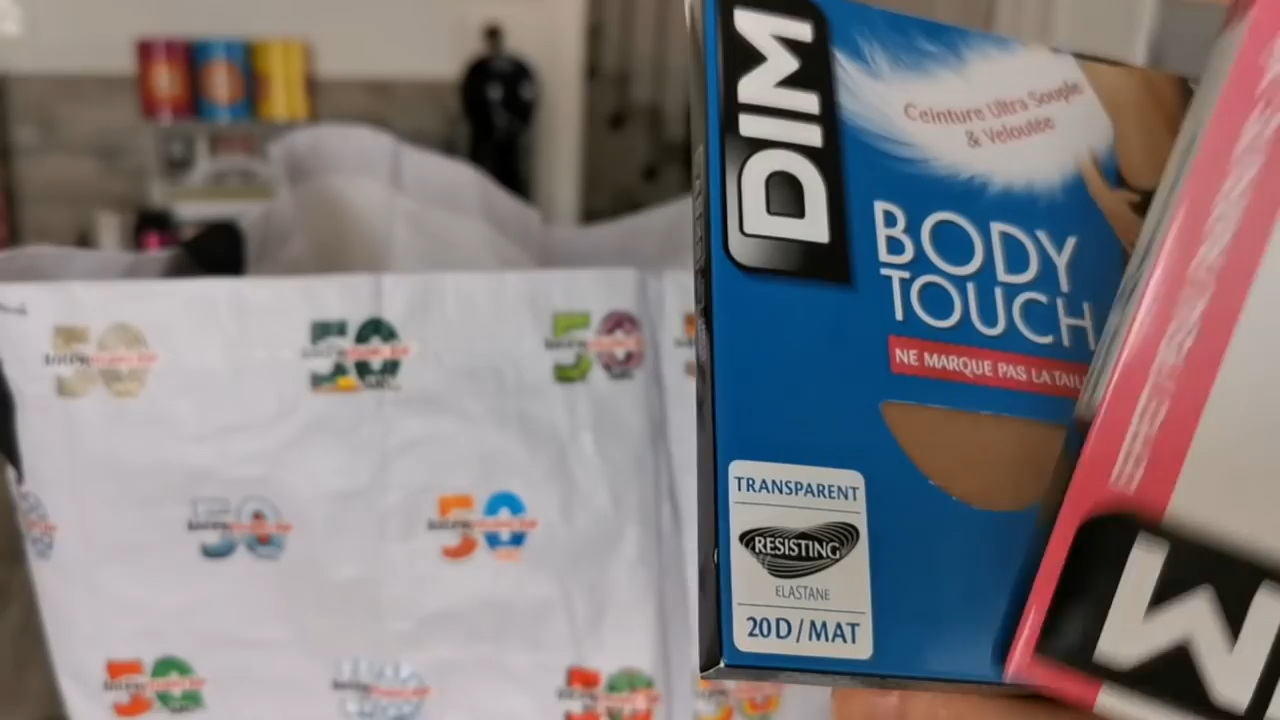 DIM
Ceinture Ultra Souple
& Veloutée
BODY
TOUCH
NE MARQUE PAS LA TAIL
TRANSPARENT
RESISTING
ELASTANE
20D/MAT
M
50
50
50
50
50
50
50